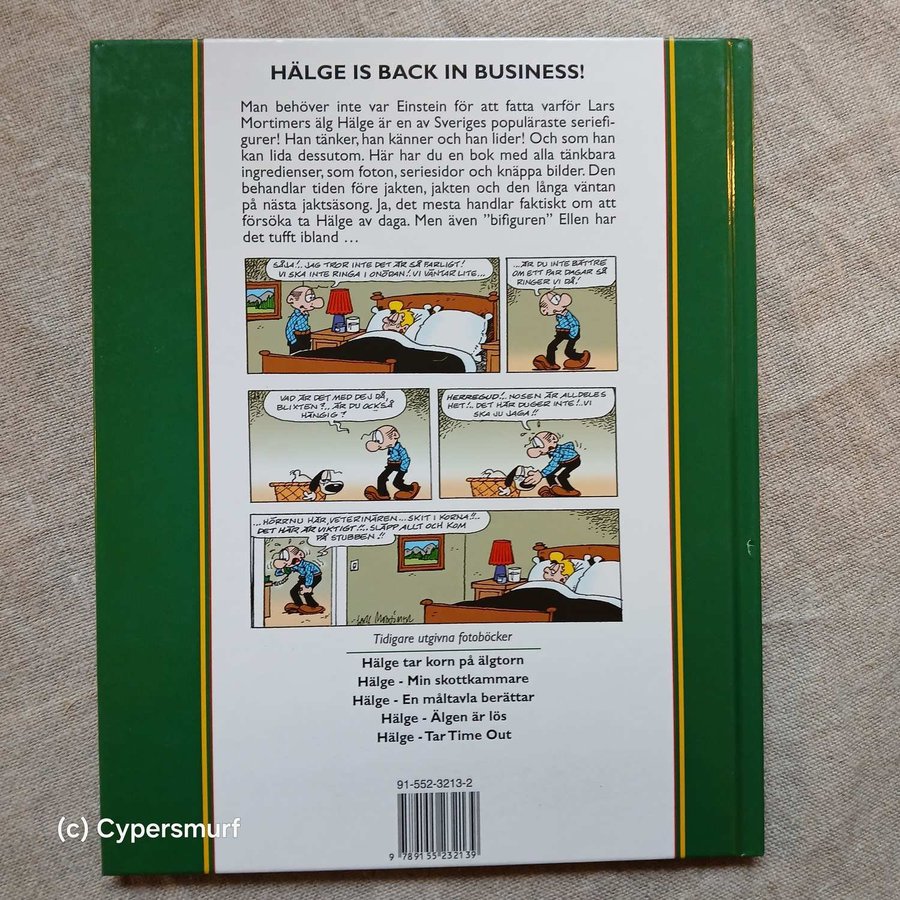 HÄLGE IS BACK IN BUSINESS!
Man behöver inte var Einstein för att fatta varför Lars
Mortimers älg Hälge är en av Sveriges populäraste seriefi-
gurer! Han tänker, han känner och han lider! Och som han
kan lida dessutom. Här har du en bok med alla tänkbara
ingredienser, som foton, seriesidor och knäppa bilder. Den
behandlar tiden före jakten, jakten och den långa väntan
på nästa jaktsäsong. Ja, det mesta handlar faktiskt om att
försöka ta Hälge av daga. Men även ”bifiguren” Ellen har
det tufft ibland …
SÅJA!.. JAG TROR INTE DET ÄR SÅ FARLIGT!
VI SKA INTE RINGA I ONÖDAN!. VI VÄNTAR LITE...
...ÄR DU INTE BÄTTRE
OM ETT PAR DAGAR SÅ
RINGER VI DÅ!
VAD ÄR DET MED DEJ DÅ,
BLIXTEN?.. ÄR DU OCKSÅ
HÄNGIG?
HERREGUD!.. NOSEN ÄR ALLDELES
HET!.. DET HÄR DUGER INTE!.. VI
SKA JU JAGA!!
...HÖRRNU HÄR, VETERINÄREN... SKIT I KORNA!!..
DET HÄR ÄR VIKTIGT!!.. SLÄPP ALLT OCH KOM
PÅ STUBBEN!!
Lars Mortimer
Tidigare utgivna fotoböcker
Hälge tar korn på älgtorn
Hälge - Min skottkammare
Hälge - En måltavla berättar
Hälge - Älgen är lös
Hälge - Tar Time Out
91-552-3213-2
9 789155 232139
(c) Cypersmurf